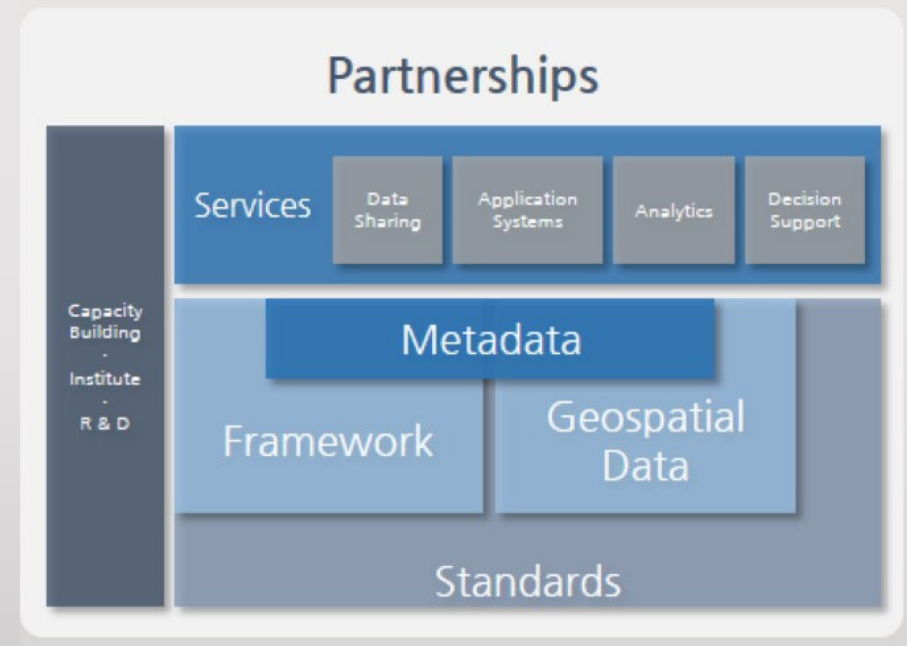 Partnerships
Services
Data
Sharing
Application
Systems
Analytics
Decision
Support
Capacity
Building
-
Institute
-
R & D
Metadata
Framework
Geospatial
Data
Standards